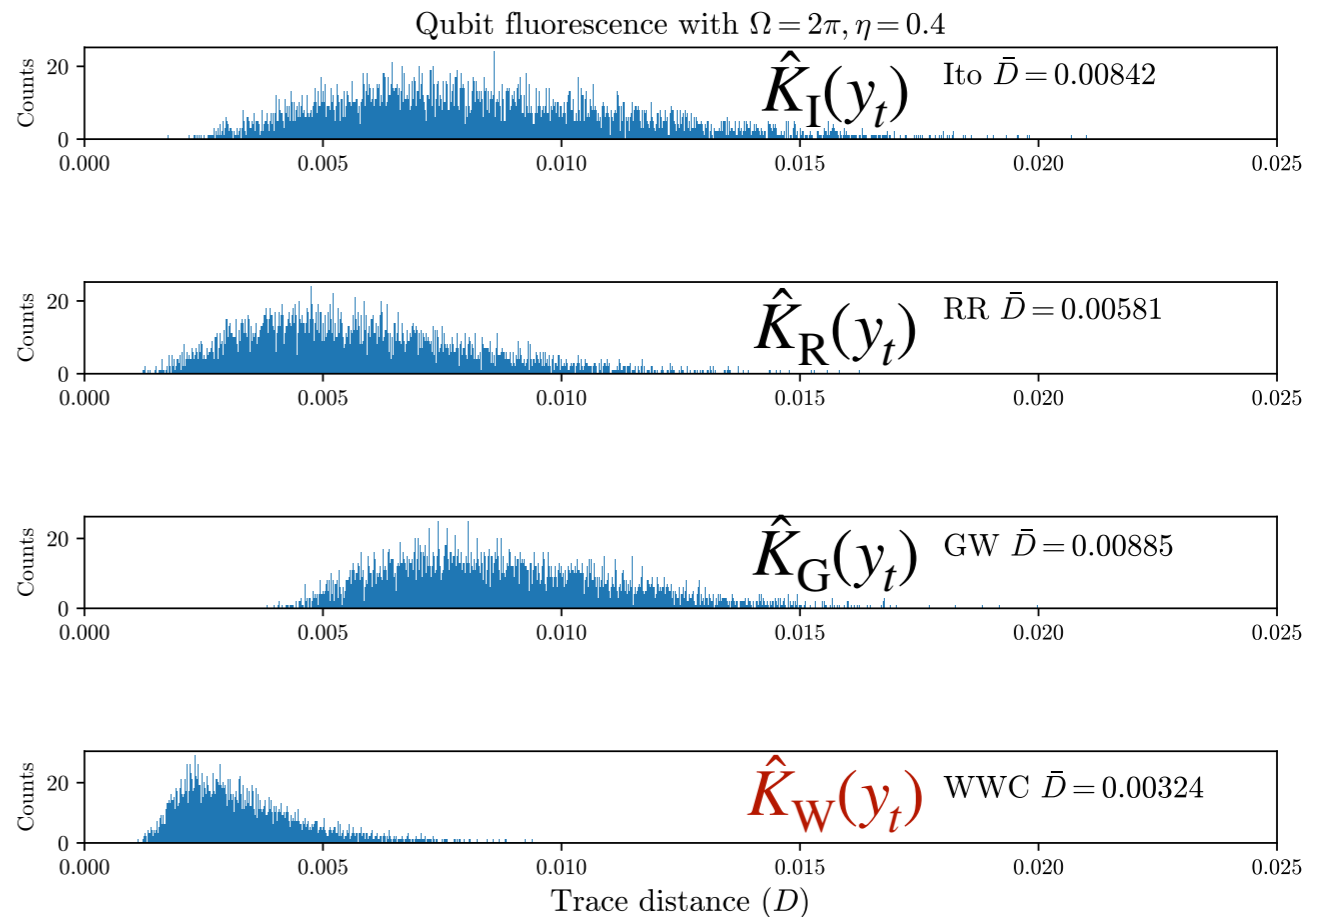 Qubit fluorescence with Ω = 2π, η = 0.4
Counts
20
0
K̂_I(y_t)
Ito D̄ = 0.00842
0.000 0.005 0.010 0.015 0.020 0.025
Counts
20
0
K̂_R(y_t)
RR D̄ = 0.00581
0.000 0.005 0.010 0.015 0.020 0.025
Counts
20
0
K̂_G(y_t)
GW D̄ = 0.00885
0.000 0.005 0.010 0.015 0.020 0.025
Counts
20
0
K̂_W(y_t)
WWC D̄ = 0.00324
0.000 0.005 0.010 0.015 0.020 0.025
Trace distance (D)